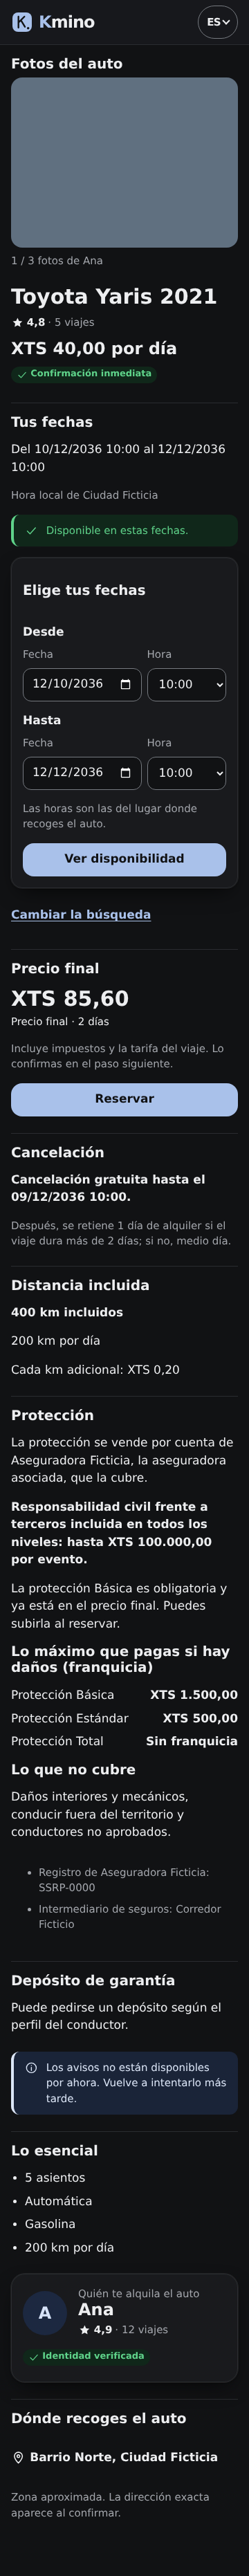 Kmino
ES
Fotos del auto
1 / 3 fotos de Ana
Toyota Yaris 2021
4,8 · 5 viajes
XTS 40,00 por día
Confirmación inmediata
Tus fechas
Del 10/12/2036 10:00 al 12/12/2036
10:00
Hora local de Ciudad Ficticia
Disponible en estas fechas.
Elige tus fechas
Desde
Fecha Hora
12/10/2036 10:00
Hasta
Fecha Hora
12/12/2036 10:00
Las horas son las del lugar donde
recoges el auto.
Ver disponibilidad
Cambiar la búsqueda
Precio final
XTS 85,60
Precio final · 2 días
Incluye impuestos y la tarifa del viaje. Lo
confirmas en el paso siguiente.
Reservar
Cancelación
Cancelación gratuita hasta el
09/12/2036 10:00.
Después, se retiene 1 día de alquiler si el
viaje dura más de 2 días; si no, medio día.
Distancia incluida
400 km incluidos
200 km por día
Cada km adicional: XTS 0,20
Protección
La protección se vende por cuenta de
Aseguradora Ficticia, la aseguradora
asociada, que la cubre.
Responsabilidad civil frente a
terceros incluida en todos los
niveles: hasta XTS 100.000,00
por evento.
La protección Básica es obligatoria y
ya está en el precio final. Puedes
subirla al reservar.
Lo máximo que pagas si hay
daños (franquicia)
Protección Básica XTS 1.500,00
Protección Estándar XTS 500,00
Protección Total Sin franquicia
Lo que no cubre
Daños interiores y mecánicos,
conducir fuera del territorio y
conductores no aprobados.
• Registro de Aseguradora Ficticia:
SSRP-0000
• Intermediario de seguros: Corredor
Ficticio
Depósito de garantía
Puede pedirse un depósito según el
perfil del conductor.
Los avisos no están disponibles
por ahora. Vuelve a intentarlo más
tarde.
Lo esencial
• 5 asientos
• Automática
• Gasolina
• 200 km por día
A
Quién te alquila el auto
Ana
4,9 · 12 viajes
Identidad verificada
Dónde recoges el auto
Barrio Norte, Ciudad Ficticia
Zona aproximada. La dirección exacta
aparece al confirmar.